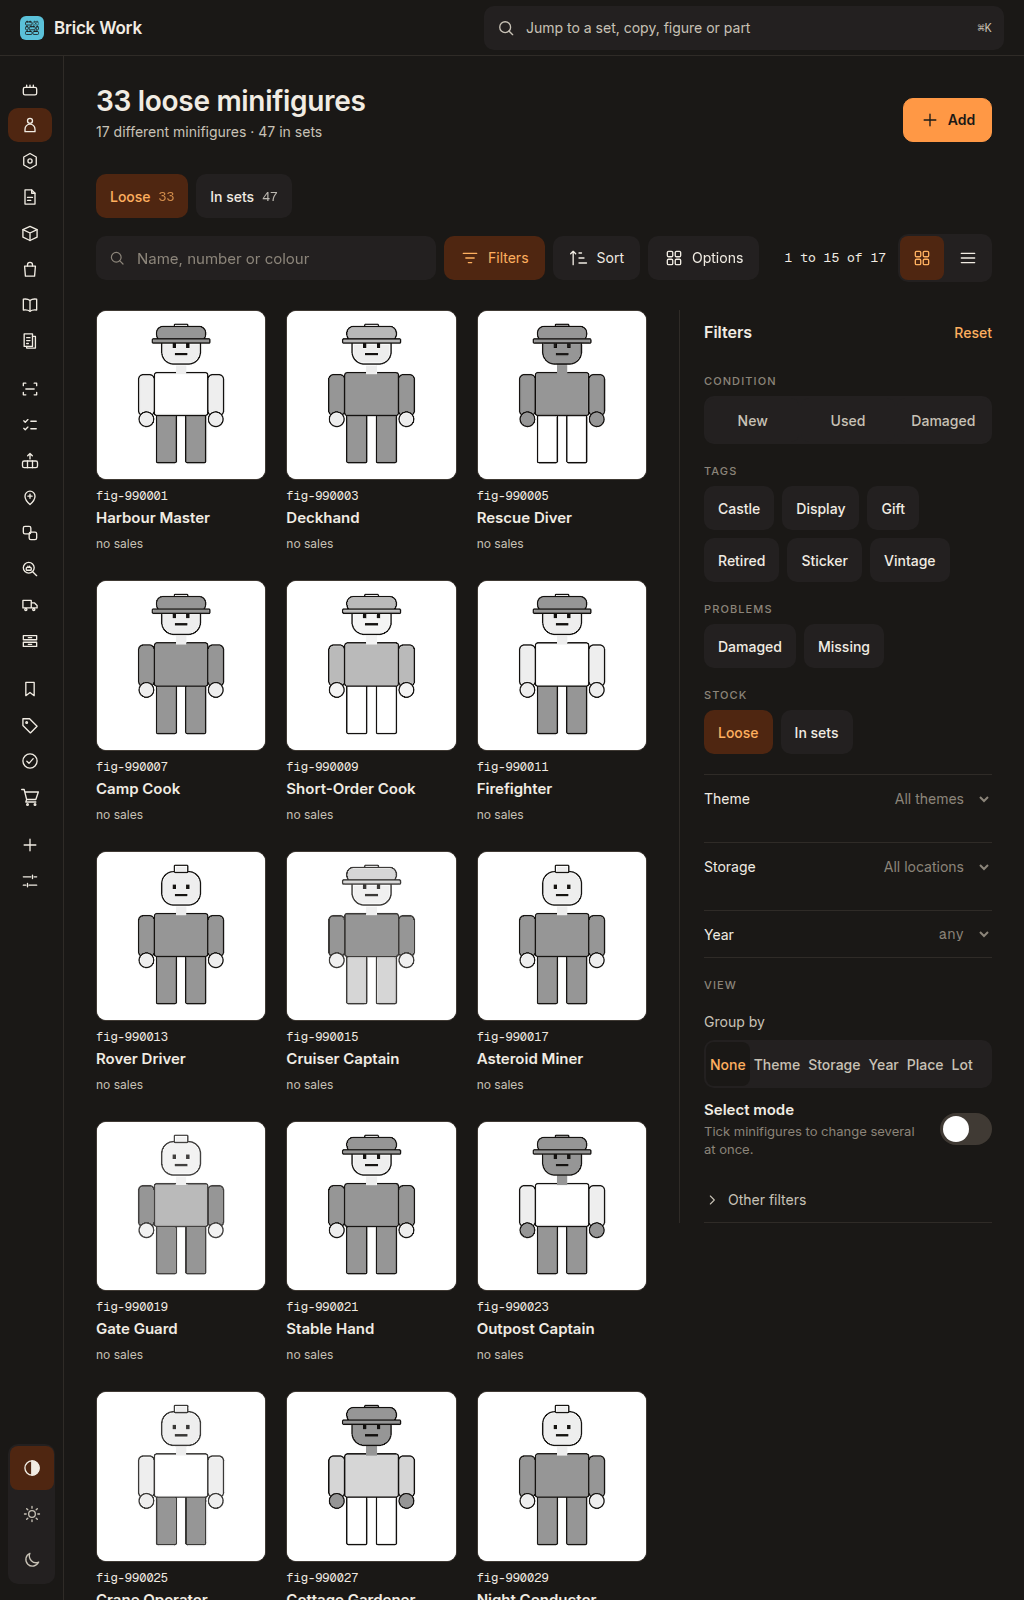 Brick Work
Jump to a set, copy, figure or part
⌘K
33 loose minifigures
17 different minifigures · 47 in sets
Add
Loose 33
In sets 47
Name, number or colour
Filters
Sort
Options
1 to 15 of 17
fig-990001
Harbour Master
no sales
fig-990003
Deckhand
no sales
fig-990005
Rescue Diver
no sales
fig-990007
Camp Cook
no sales
fig-990009
Short-Order Cook
no sales
fig-990011
Firefighter
no sales
fig-990013
Rover Driver
no sales
fig-990015
Cruiser Captain
no sales
fig-990017
Asteroid Miner
no sales
fig-990019
Gate Guard
no sales
fig-990021
Stable Hand
no sales
fig-990023
Outpost Captain
no sales
fig-990025
Crane Operator
fig-990027
Cottage Gardener
fig-990029
Night Conductor
Filters
Reset
CONDITION
New Used Damaged
TAGS
Castle Display Gift
Retired Sticker Vintage
PROBLEMS
Damaged Missing
STOCK
Loose In sets
Theme All themes
Storage All locations
Year any
VIEW
Group by
None Theme Storage Year Place Lot
Select mode
Tick minifigures to change several
at once.
Other filters